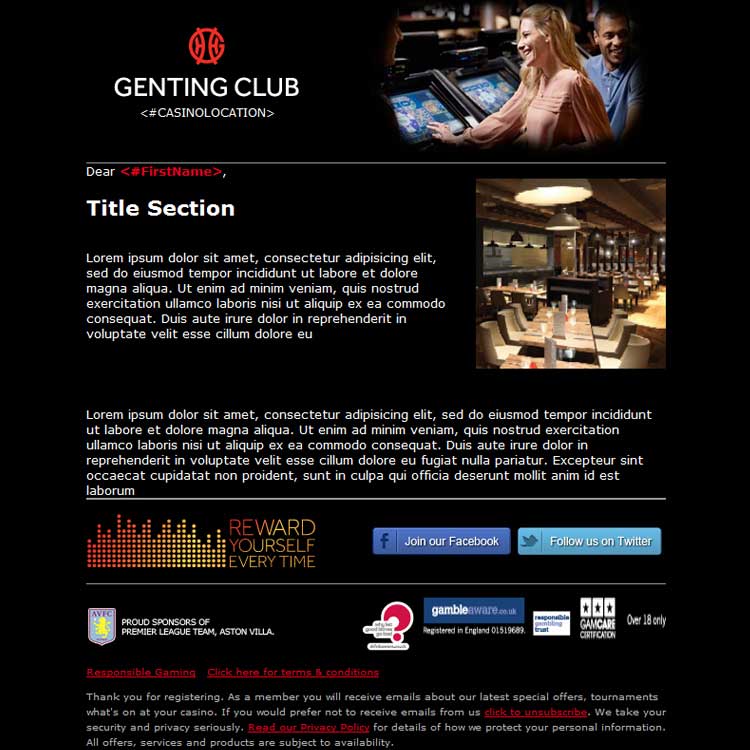 GENTING CLUB
<#CASINOLOCATION>
Dear <#FirstName>,
Title Section
Lorem ipsum dolor sit amet, consectetur adipisicing elit,
sed do eiusmod tempor incididunt ut labore et dolore
magna aliqua. Ut enim ad minim veniam, quis nostrud
exercitation ullamco laboris nisi ut aliquip ex ea commodo
consequat. Duis aute irure dolor in reprehenderit in
voluptate velit esse cillum dolore eu
Lorem ipsum dolor sit amet, consectetur adipisicing elit, sed do eiusmod tempor incididunt
ut labore et dolore magna aliqua. Ut enim ad minim veniam, quis nostrud exercitation
ullamco laboris nisi ut aliquip ex ea commodo consequat. Duis aute irure dolor in
reprehenderit in voluptate velit esse cillum dolore eu fugiat nulla pariatur. Excepteur sint
occaecat cupidatat non proident, sunt in culpa qui officia deserunt mollit anim id est
laborum
REWARD
YOURSELF
EVERY TIME
Join our Facebook
Follow us on Twitter
AVFC
PROUD SPONSORS OF
PREMIER LEAGUE TEAM, ASTON VILLA.
why let
good times
go bad
gambleaware.co.uk
Registered in England 01519689.
responsible
gambling
trust
GAMCARE
CERTIFICATION
Over 18 only
Responsible Gaming Click here for terms & conditions
Thank you for registering. As a member you will receive emails about our latest special offers, tournaments
what's on at your casino. If you would prefer not to receive emails from us click to unsubscribe. We take your
security and privacy seriously. Read our Privacy Policy for details of how we protect your personal information.
All offers, services and products are subject to availability.